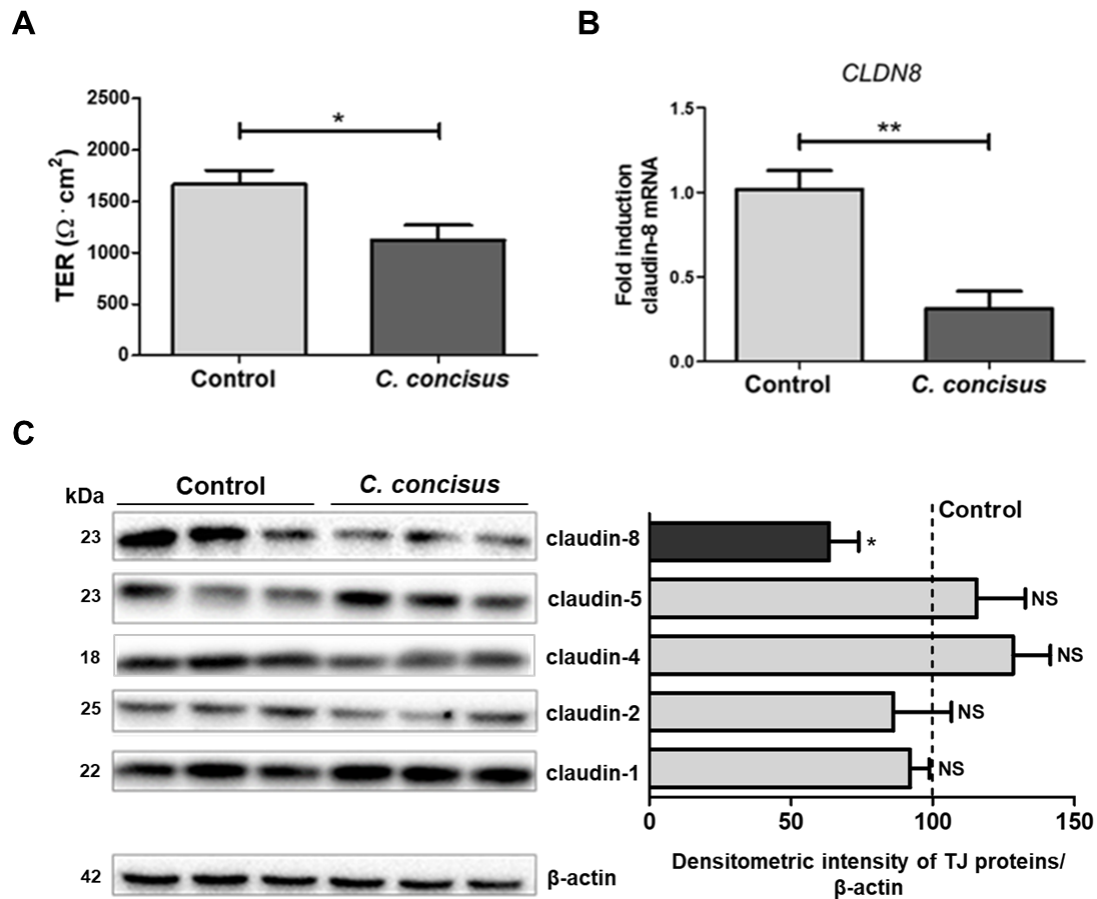 A
2500
2000
1500
1000
500
0
TER (Ω· cm²)
*
Control
C. concisus
B
CLDN8
1.5
1.0
0.5
0.0
Fold induction
claudin-8 mRNA
**
Control
C. concisus
C
kDa
Control
C. concisus
23
claudin-8
23
claudin-5
18
claudin-4
25
claudin-2
22
claudin-1
42
β-actin
Control
*
NS
NS
NS
NS
0
50
100
150
Densitometric intensity of TJ proteins/
β-actin